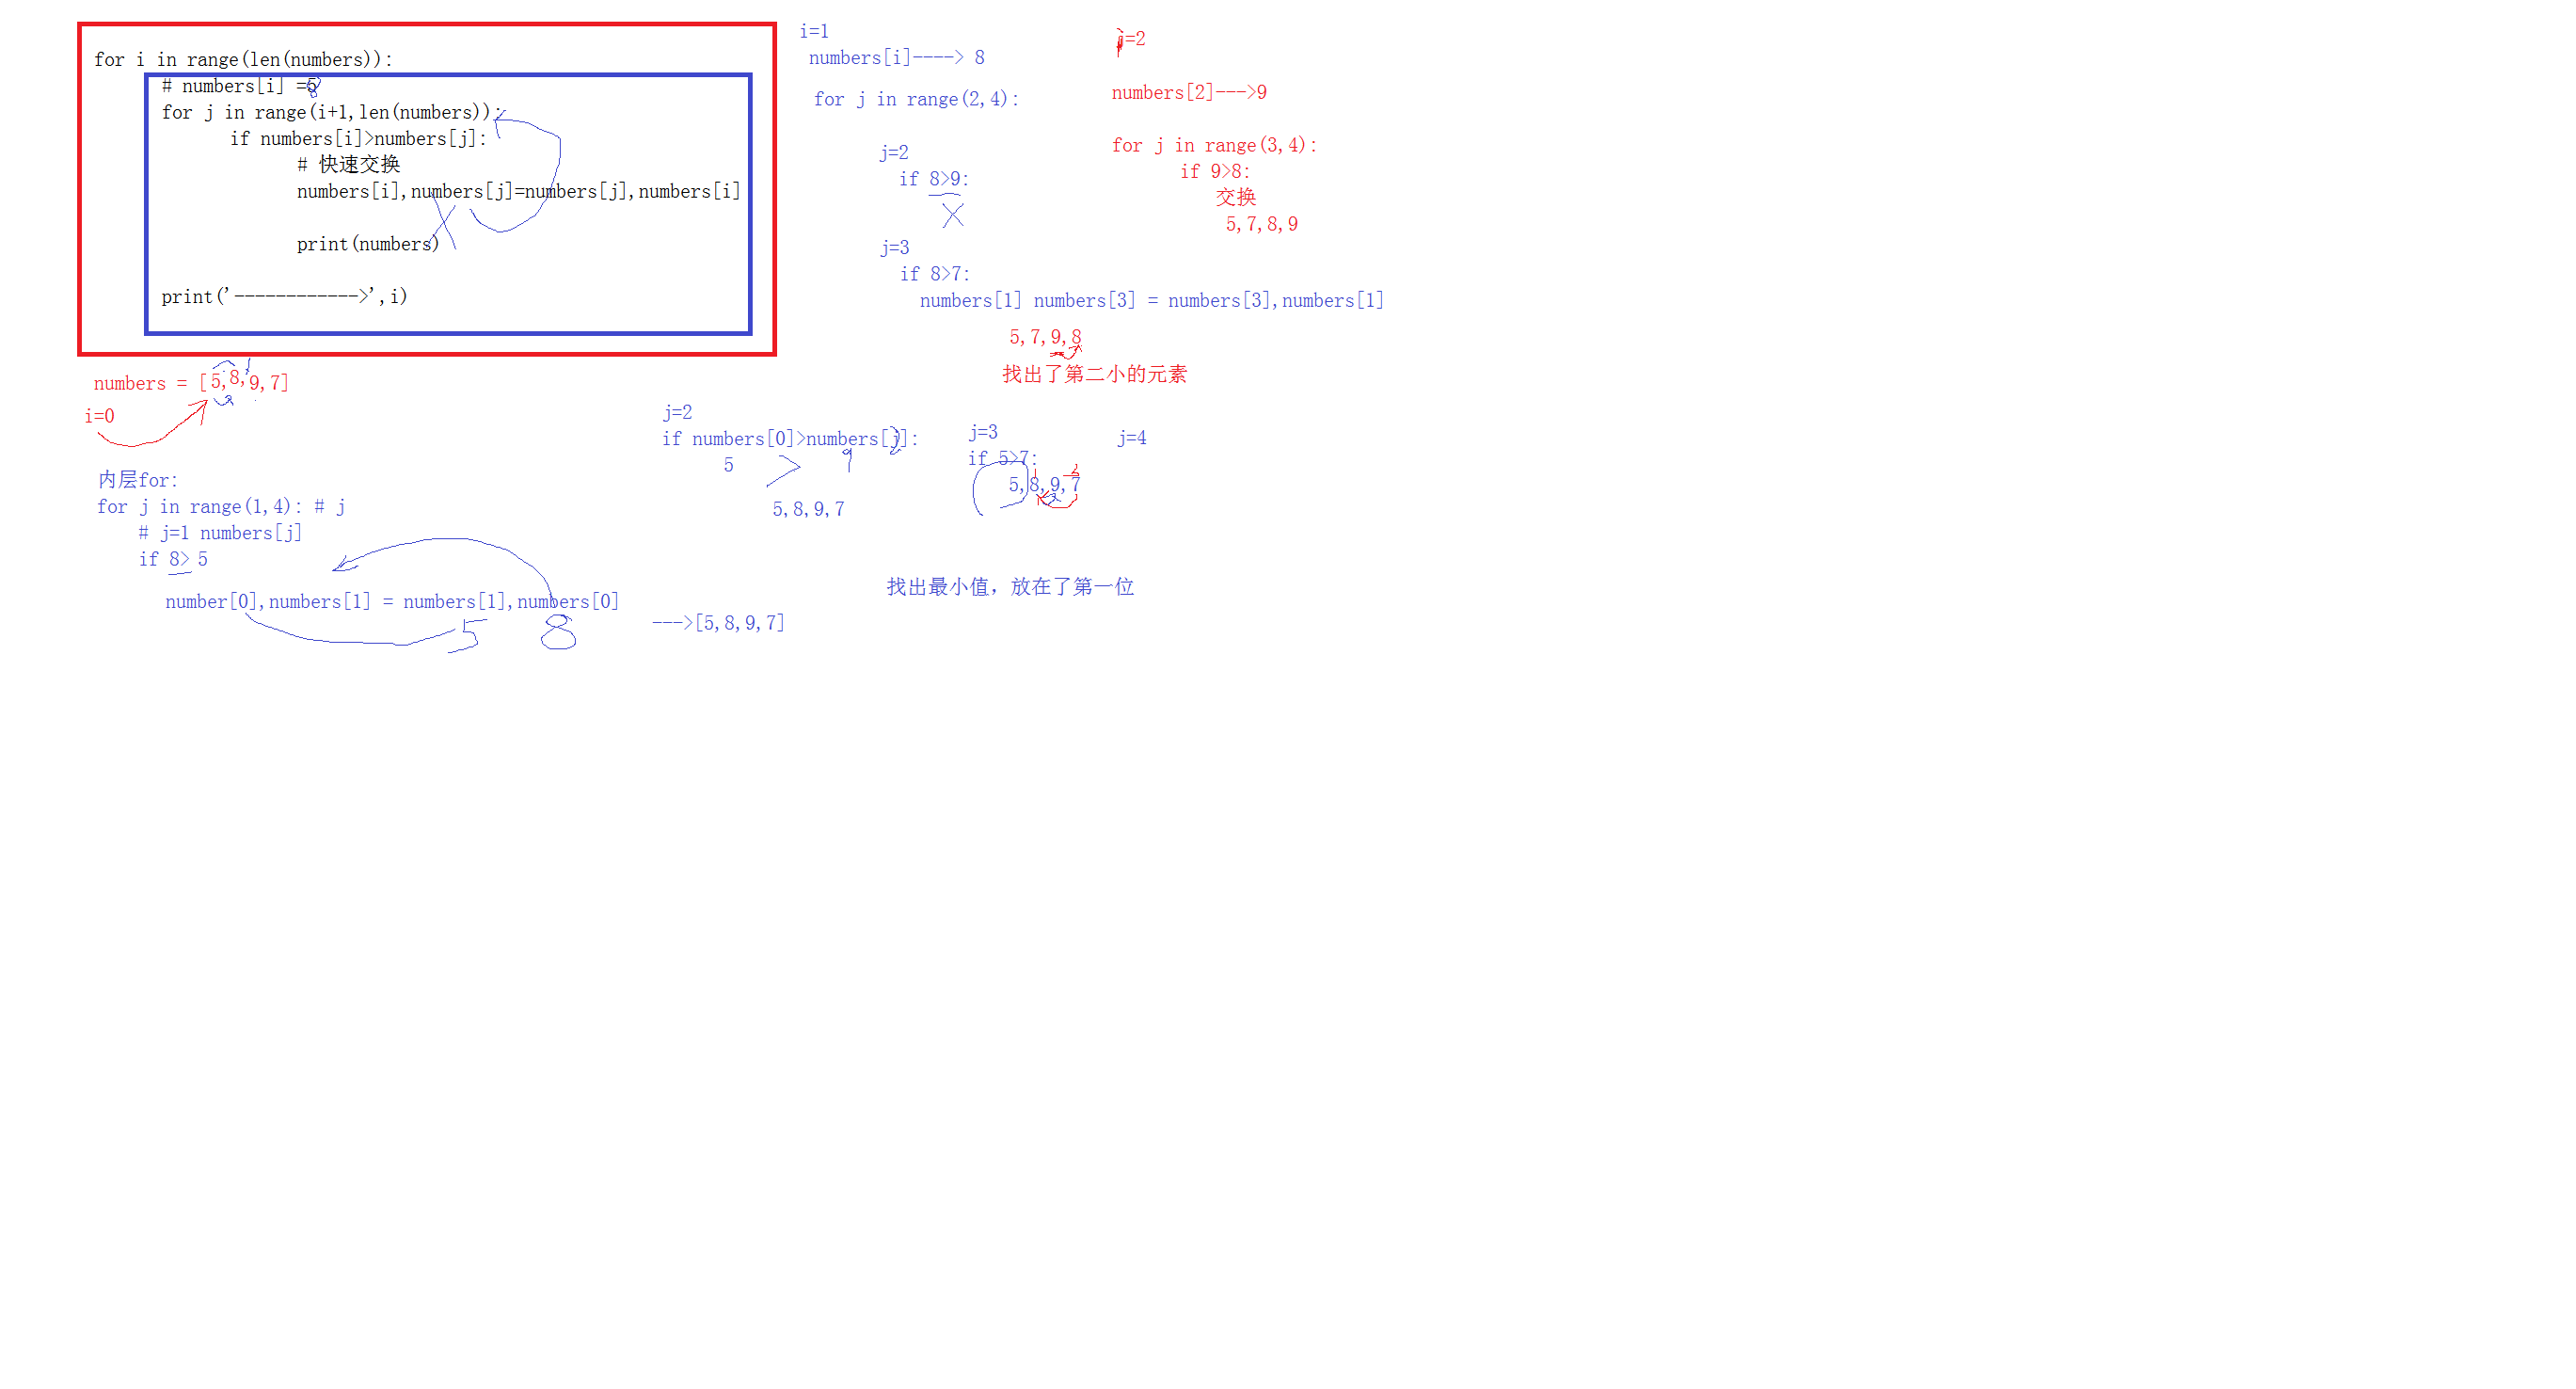 for i in range(len(numbers)):
# numbers[i] =5
for j in range(i+1,len(numbers)):
if numbers[i]>numbers[j]:
# 快速交换
numbers[i],numbers[j]=numbers[j],numbers[i]
print(numbers)
print('------------>',i)
numbers = [5,8,9,7]
i=0
内层for:
for j in range(1,4): # j
# j=1 numbers[j]
if 8> 5
number[0],numbers[1] = numbers[1],numbers[0]
5 8
--->[5,8,9,7]
j=2
if numbers[0]>numbers[j]:
5 > 9
5,8,9,7
j=3
if 5>7:
5,8,9,7
j=4
找出最小值，放在了第一位
i=1
numbers[i]----> 8
for j in range(2,4):
j=2
if 8>9:
j=3
if 8>7:
numbers[1] numbers[3] = numbers[3],numbers[1]
5,7,9,8
找出了第二小的元素
=2
numbers[2]--->9
for j in range(3,4):
if 9>8:
交换
5,7,8,9